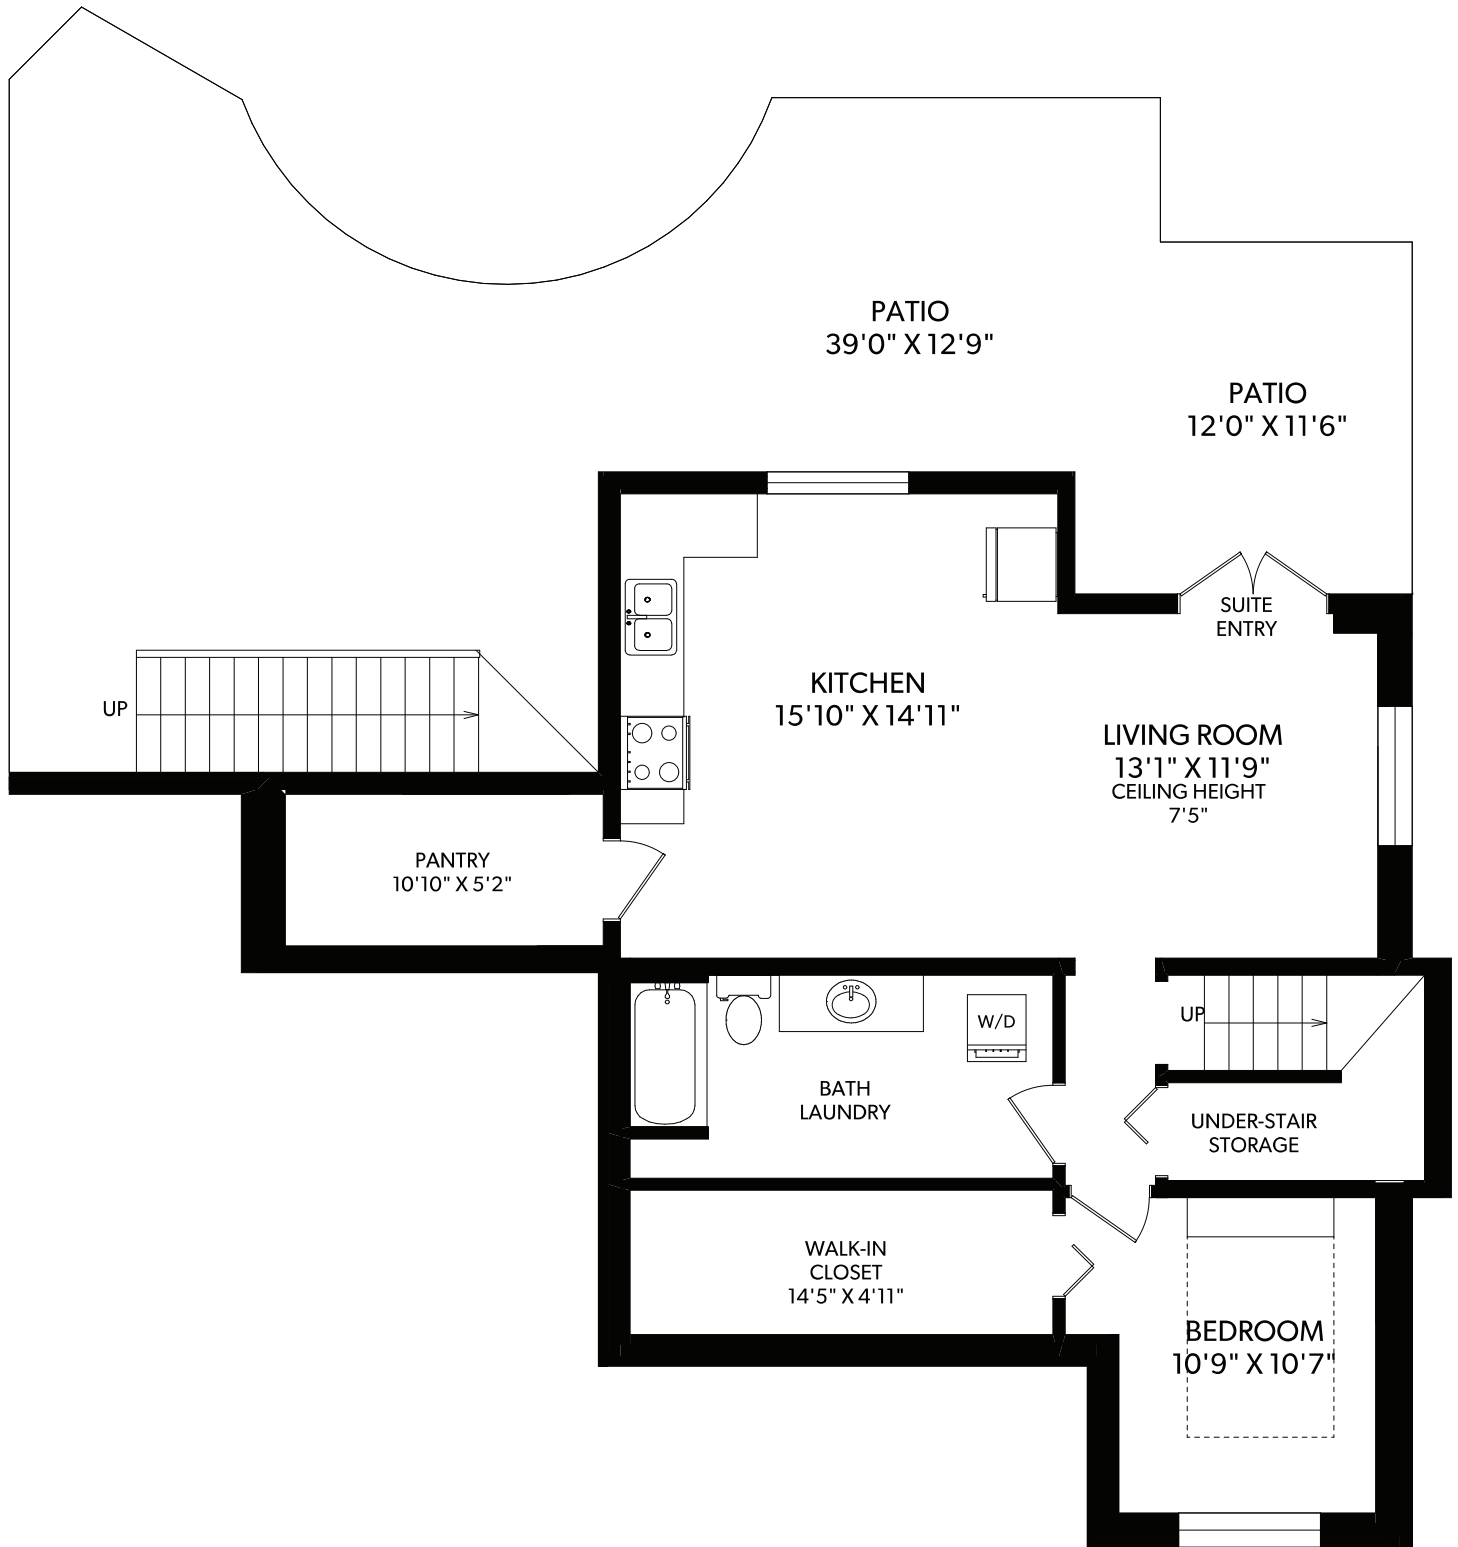 PATIO
39'0" X 12'9"
PATIO
12'0" X 11'6"
SUITE
ENTRY
KITCHEN
15'10" X 14'11"
UP
LIVING ROOM
13'1" X 11'9"
CEILING HEIGHT
7'5"
PANTRY
10'10" X 5'2"
UP
W/D
BATH
LAUNDRY
UNDER-STAIR
STORAGE
WALK-IN
CLOSET
14'5" X 4'11"
BEDROOM
10'9" X 10'7"